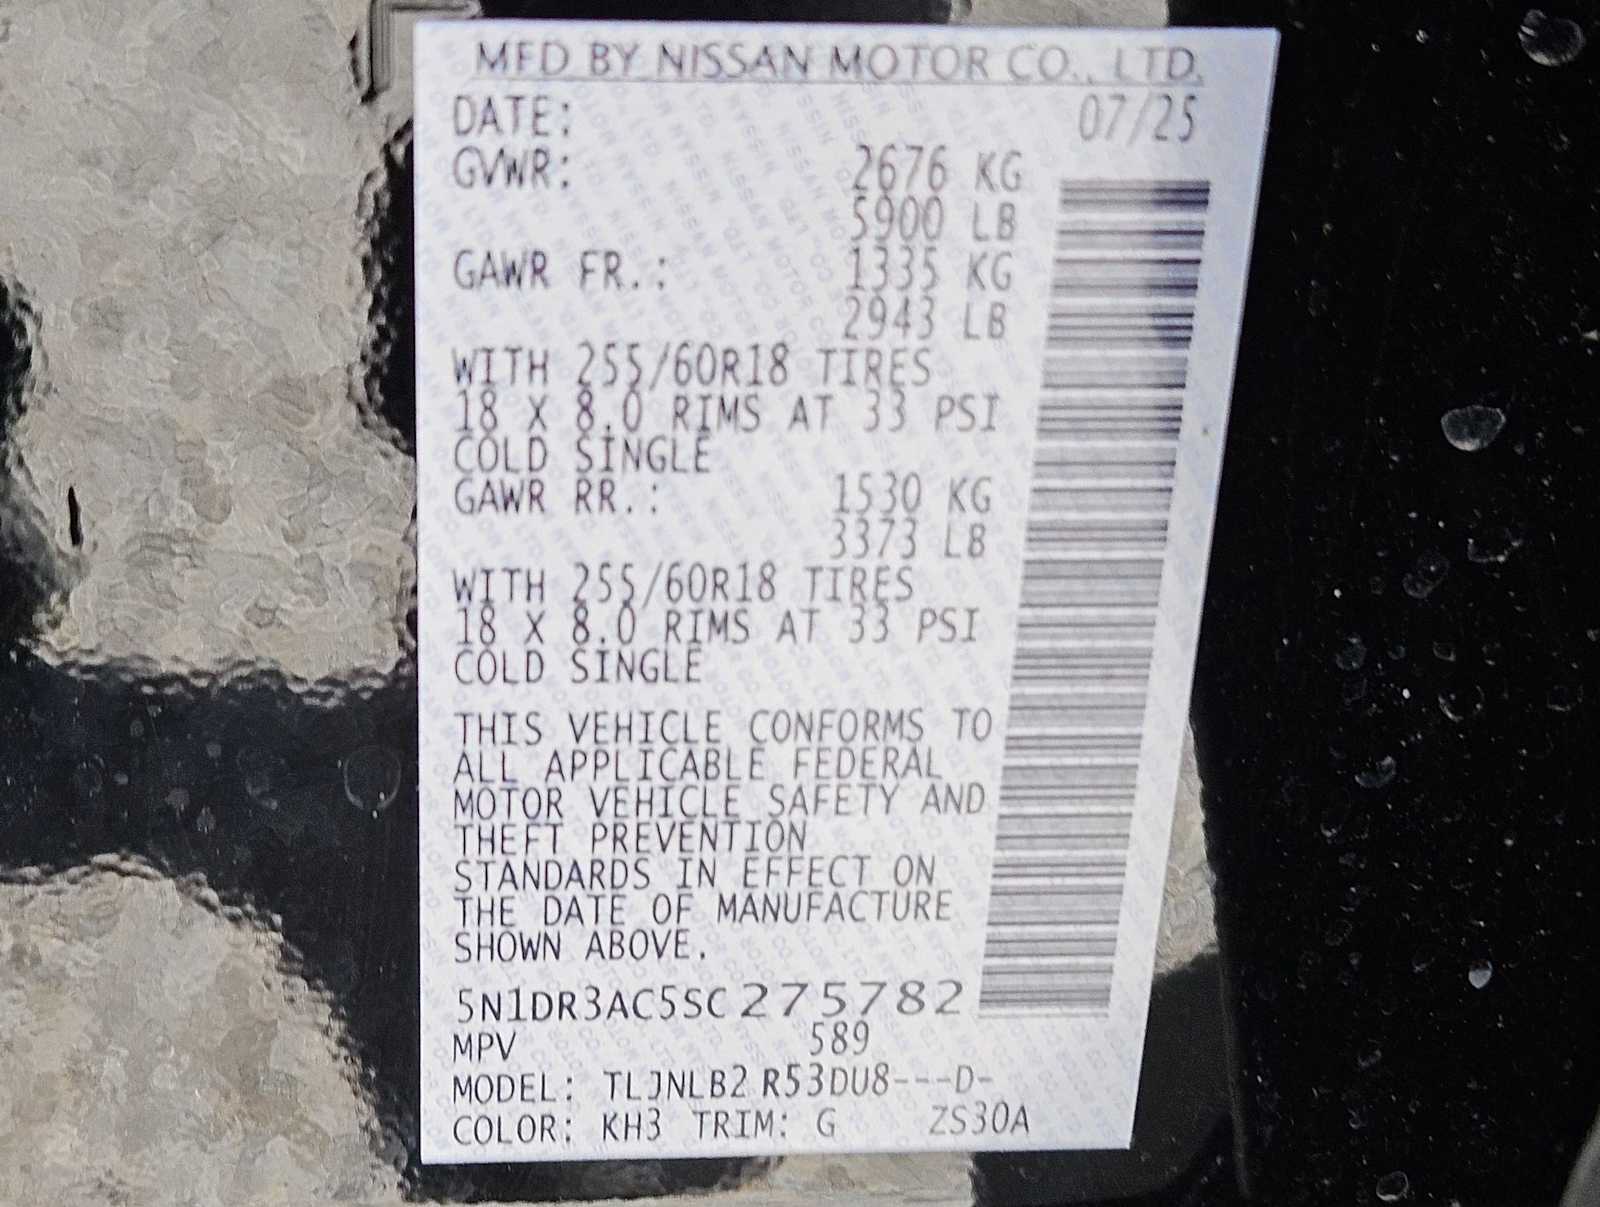 MFD BY NISSAN MOTOR CO., LTD.
DATE: 07/25
GVWR: 2676 KG
5900 LB
GAWR FR.: 1335 KG
2943 LB
WITH 255/60R18 TIRES
18 X 8.0 RIMS AT 33 PSI
COLD SINGLE
GAWR RR.: 1530 KG
3373 LB
WITH 255/60R18 TIRES
18 X 8.0 RIMS AT 33 PSI
COLD SINGLE
THIS VEHICLE CONFORMS TO
ALL APPLICABLE FEDERAL
MOTOR VEHICLE SAFETY AND
THEFT PREVENTION
STANDARDS IN EFFECT ON
THE DATE OF MANUFACTURE
SHOWN ABOVE.
5N1DR3AC5SC275782
MPV 589
MODEL: TLJNLB2 R53DU8---D-
COLOR: KH3 TRIM: G ZS30A